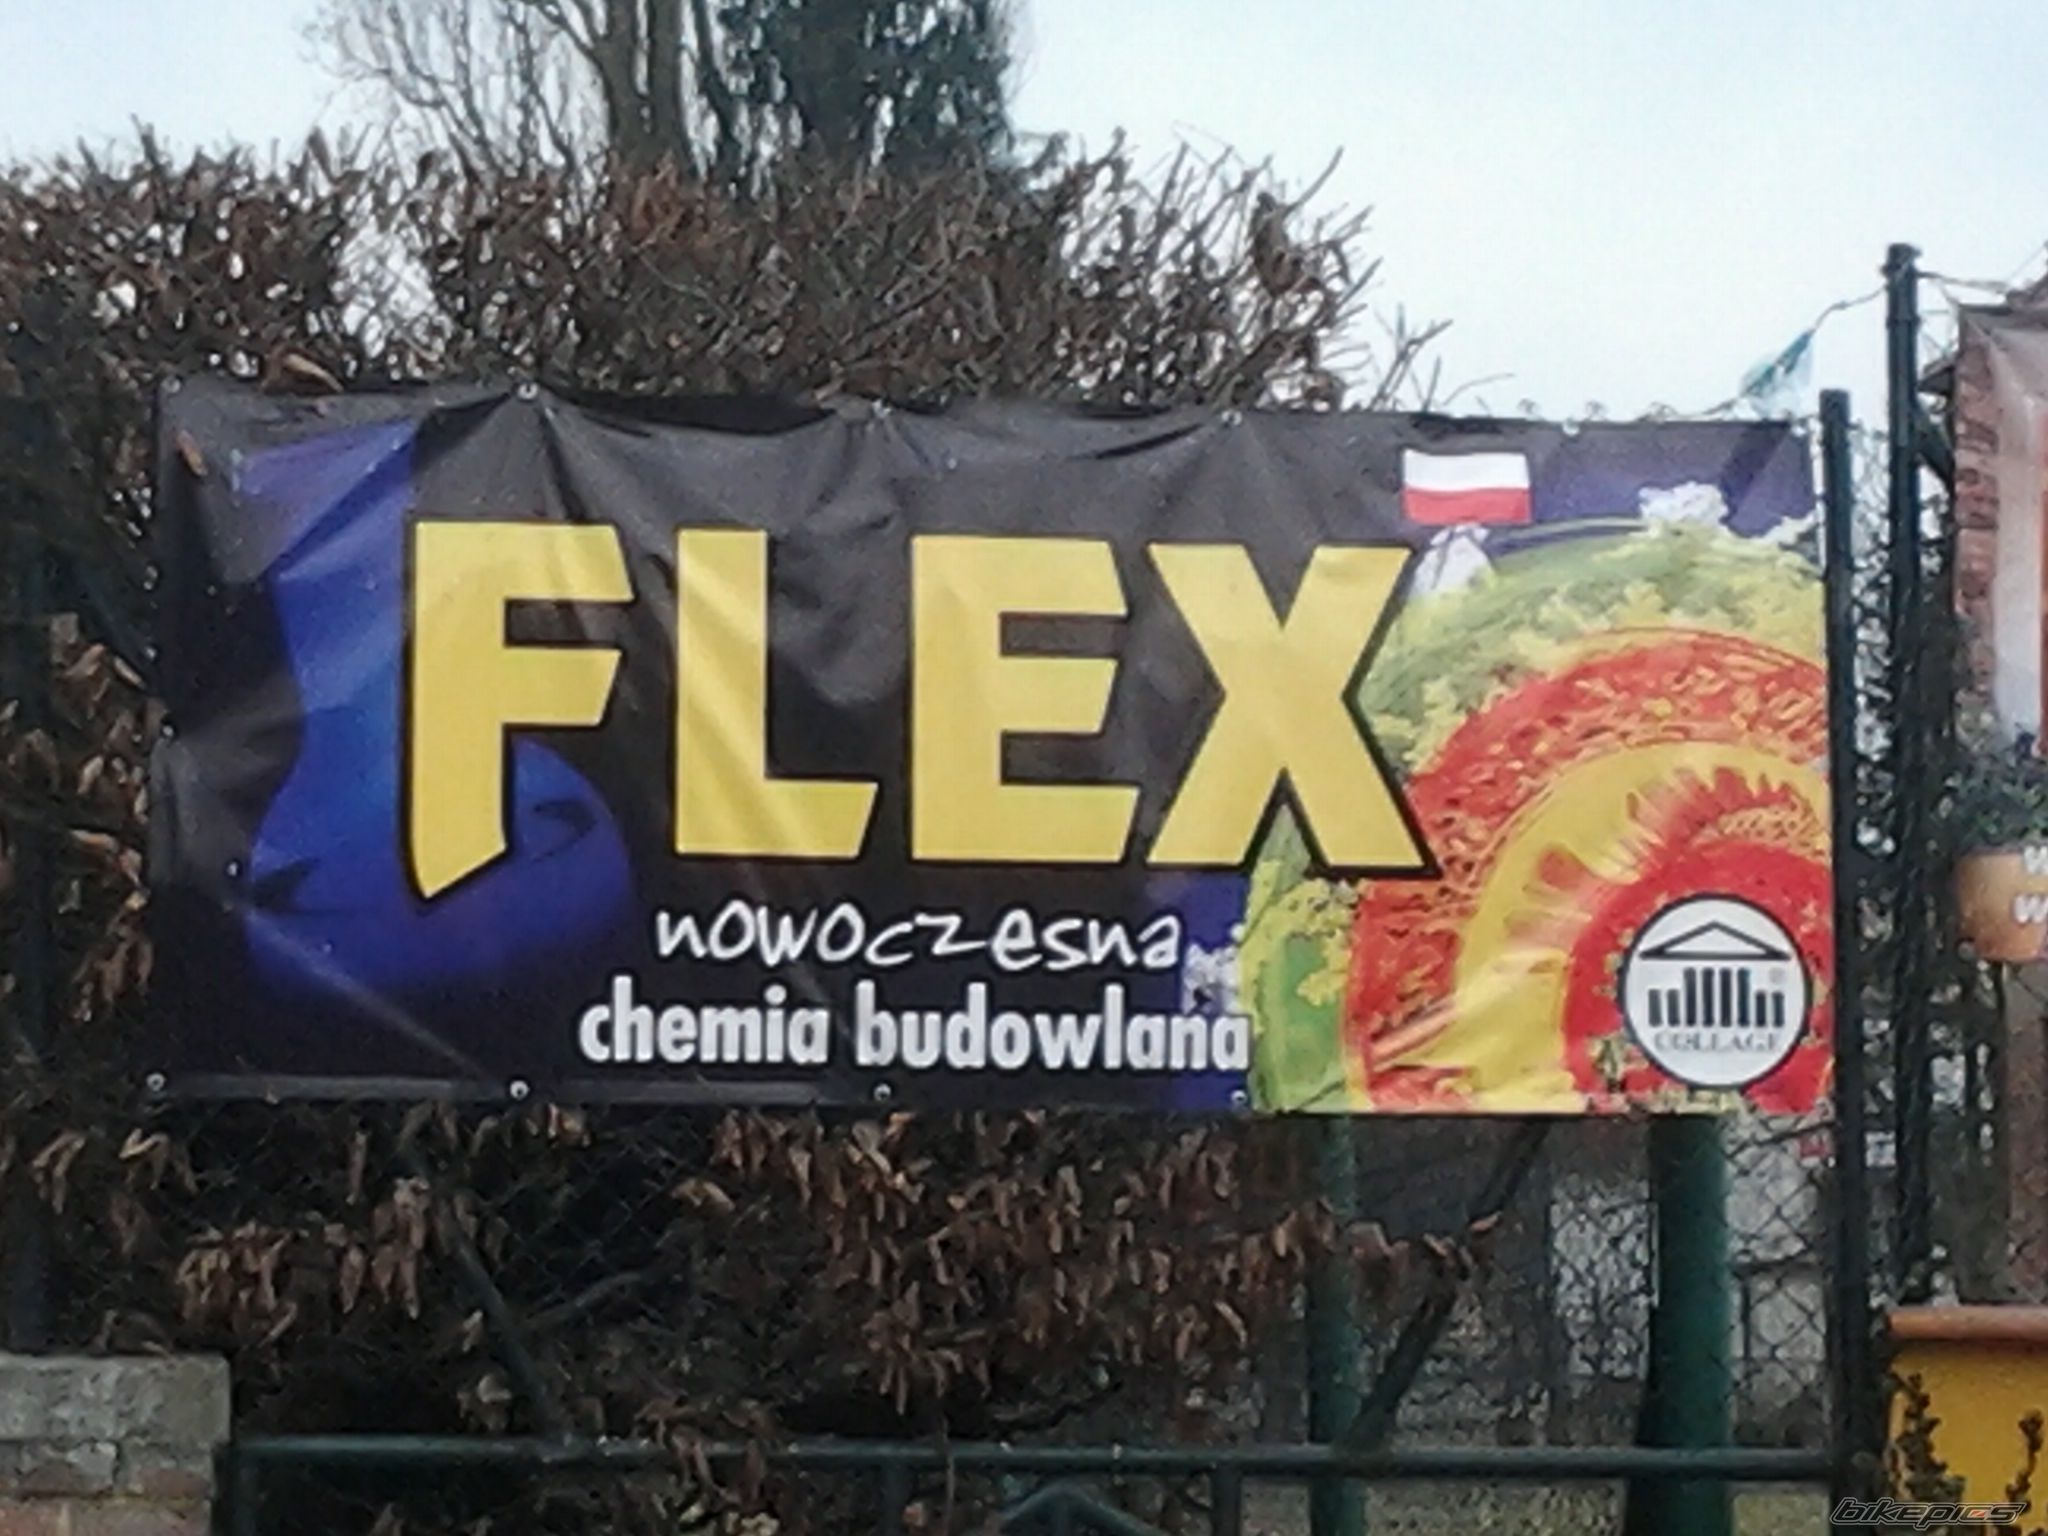 FLEX
nowoczesna
chemia budowlana
COLLAGE
bikepics